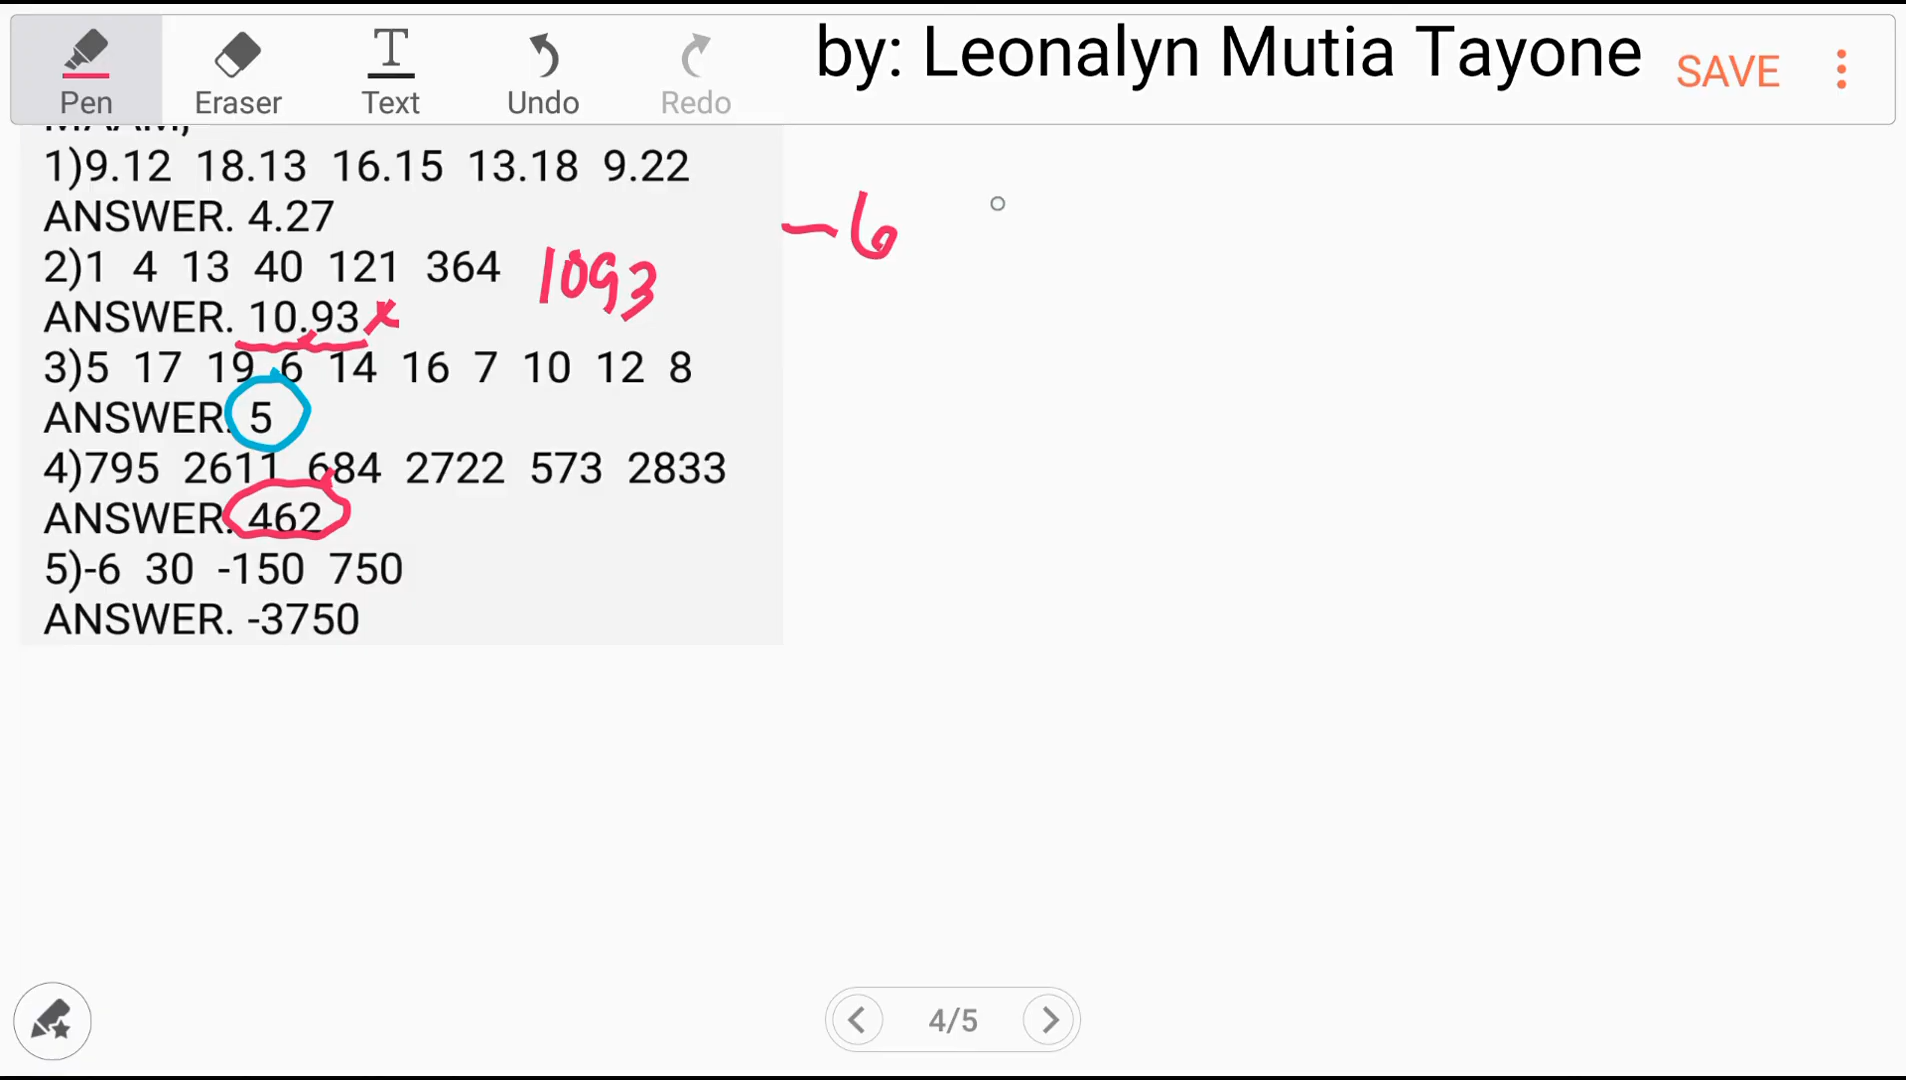 by: Leonalyn Mutia Tayone
Pen
Eraser
Text
Undo
Redo
SAVE
1)9.12 18.13 16.15 13.18 9.22
ANSWER. 4.27
2)1 4 13 40 121 364 1093
ANSWER. 10.93 x
3)5 17 19 6 14 16 7 10 12 8
ANSWER. 5
4)795 2611 684 2722 573 2833
ANSWER. 462
5)-6 30 -150 750
ANSWER. -3750
-6
4/5